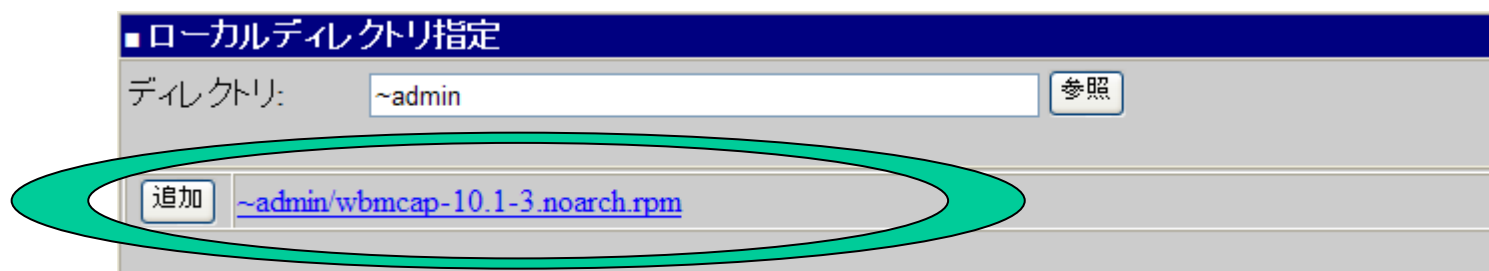 ■ローカルディレクトリ指定
ディレクトリ: ~admin 参照
追加 ~admin/wbmcap-10.1-3.noarch.rpm